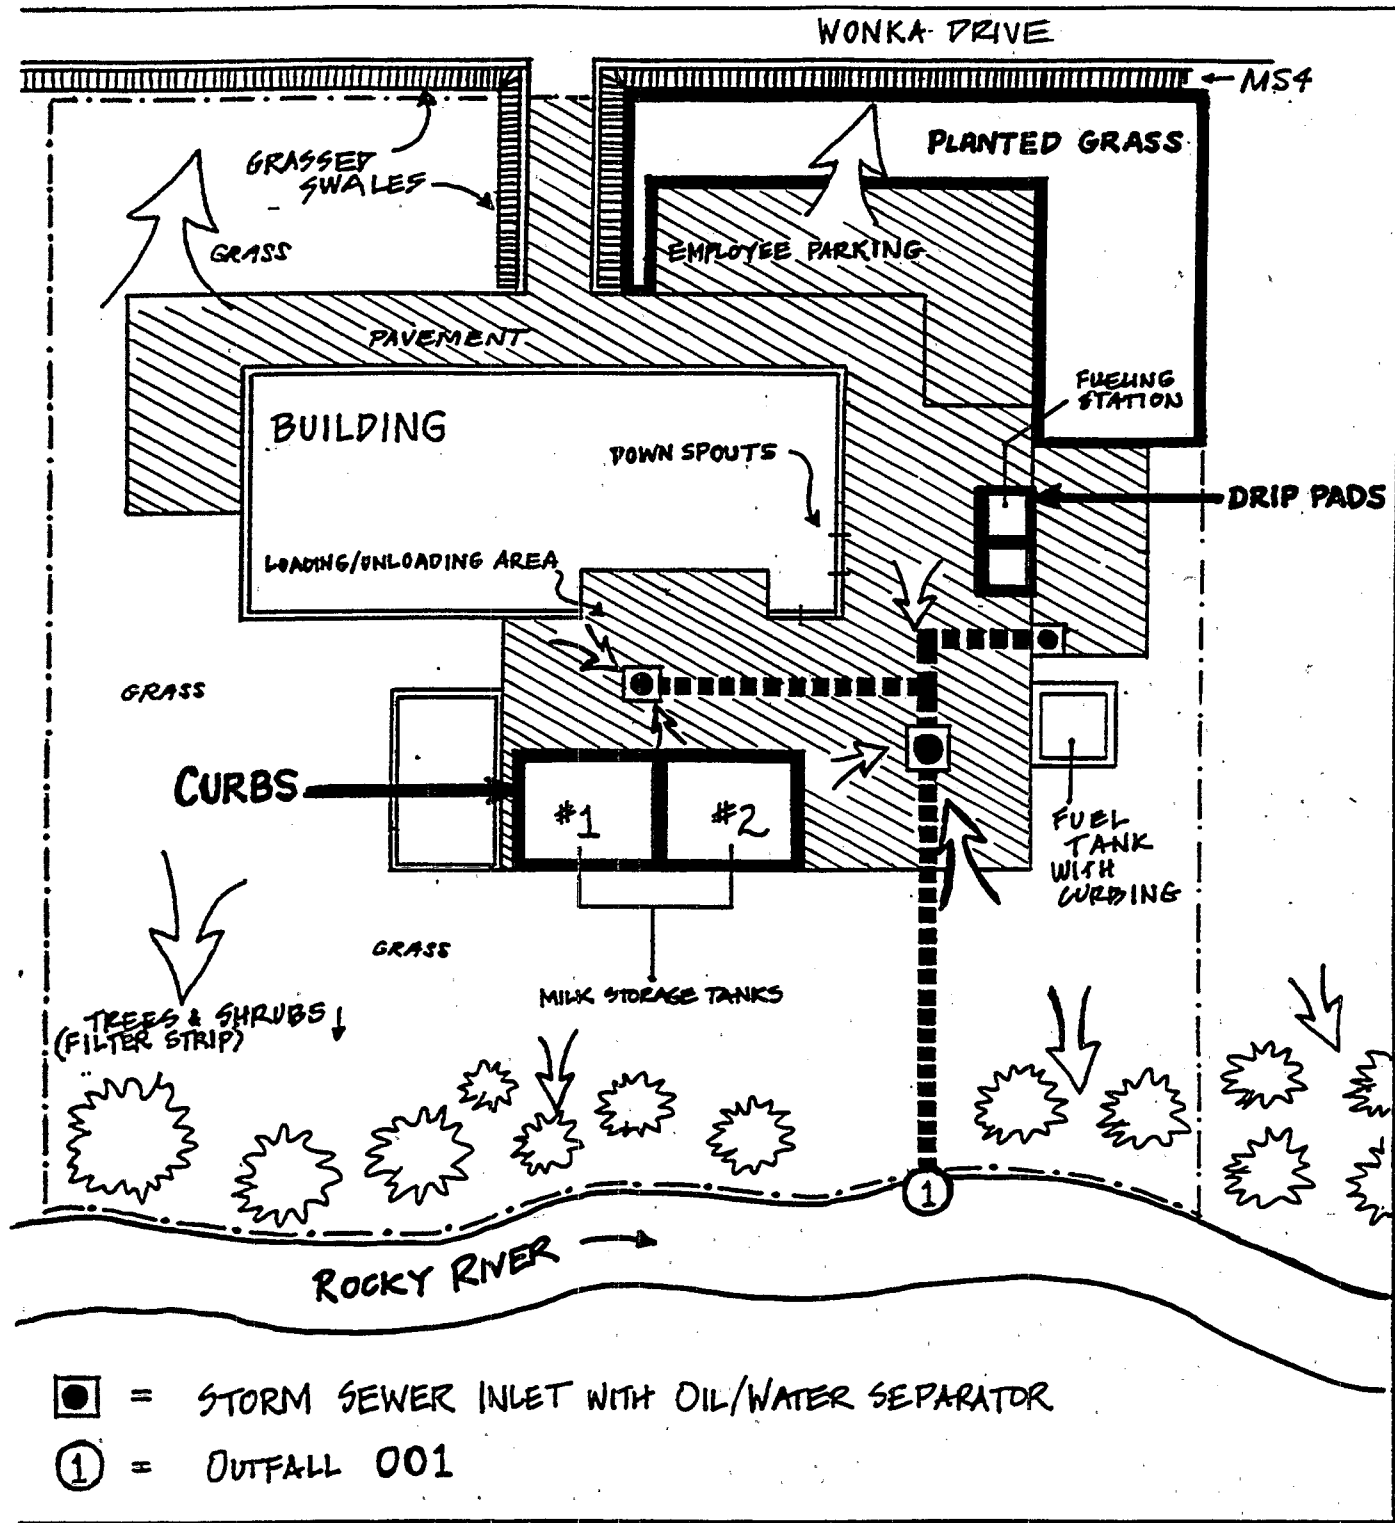 WONKA DRIVE
MS4
PLANTED GRASS
GRASSED
SWALES
GRASS
EMPLOYEE PARKING
PAVEMENT
FUELING
STATION
BUILDING
DOWN SPOUTS
DRIP PADS
LOADING/UNLOADING AREA
GRASS
CURBS
#1
#2
FUEL
TANK
WITH
CURBING
GRASS
MILK STORAGE TANKS
TREES & SHRUBS
(FILTER STRIP)
1
ROCKY RIVER
= STORM SEWER INLET WITH OIL/WATER SEPARATOR
1 = OUTFALL 001